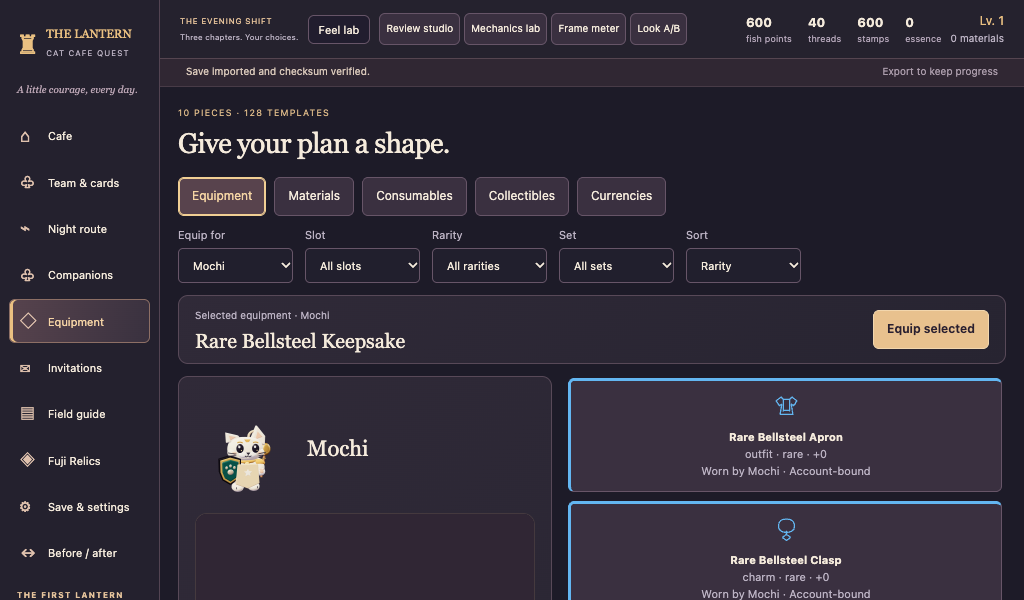 THE LANTERN
CAT CAFE QUEST
A little courage, every day.
Cafe
Team & cards
Night route
Companions
Equipment
Invitations
Field guide
Fuji Relics
Save & settings
Before / after
THE FIRST LANTERN
THE EVENING SHIFT
Three chapters. Your choices.
Feel lab
Review studio
Mechanics lab
Frame meter
Look A/B
600
fish points
40
threads
600
stamps
0
essence
Lv. 1
0 materials
Save imported and checksum verified.
Export to keep progress
10 PIECES · 128 TEMPLATES
Give your plan a shape.
Equipment
Materials
Consumables
Collectibles
Currencies
Equip for
Slot
Rarity
Set
Sort
Mochi
All slots
All rarities
All sets
Rarity
Selected equipment · Mochi
Rare Bellsteel Keepsake
Equip selected
Mochi
Rare Bellsteel Apron
outfit · rare · +0
Worn by Mochi · Account-bound
Rare Bellsteel Clasp
charm · rare · +0
Worn by Mochi · Account-bound